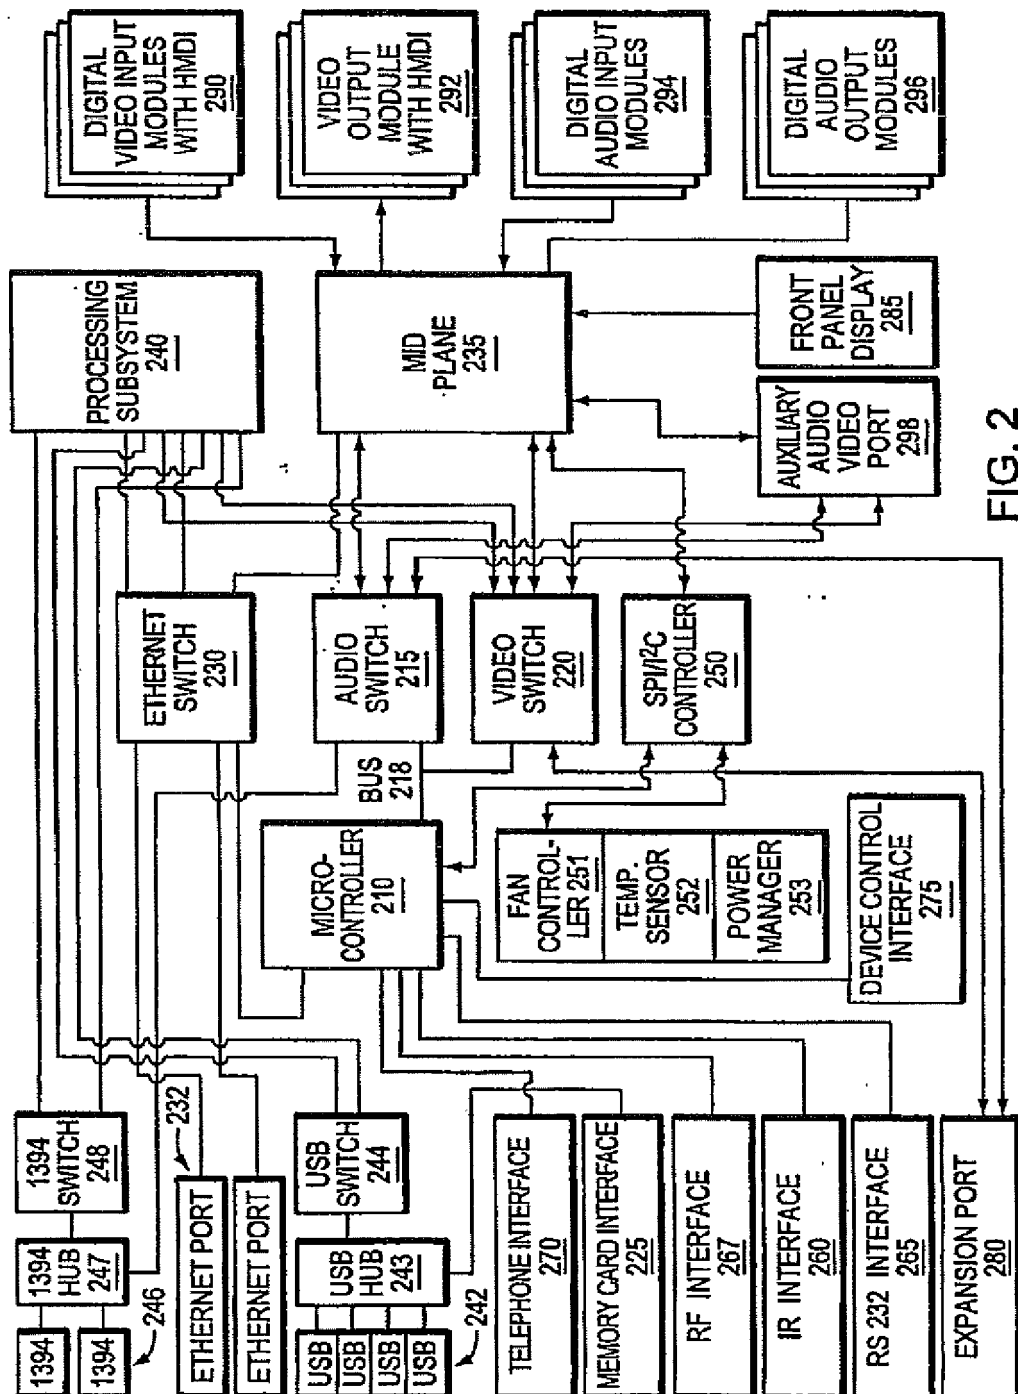 DIGITAL
VIDEO INPUT
MODULES
WITH HMDI
290
VIDEO
OUTPUT
MODULE
WITH HMDI
292
DIGITAL
AUDIO INPUT
MODULES
294
DIGITAL
AUDIO
OUTPUT
MODULES
296
PROCESSING
SUBSYSTEM
240
MID
PLANE
235
FRONT
PANEL
DISPLAY
285
AUXILIARY
AUDIO
VIDEO
PORT
298
ETHERNET
SWITCH
230
AUDIO
SWITCH
215
VIDEO
SWITCH
220
SPI/I²C
CONTROLLER
250
BUS
218
MICRO-
CONTROLLER
210
FAN
CONTROL-
LER 251
TEMP.
SENSOR
252
POWER
MANAGER
253
DEVICE CONTROL
INTERFACE
275
1394
SWITCH
248
232
USB
SWITCH
244
1394
HUB
247
246
ETHERNET PORT
ETHERNET PORT
USB
HUB
243
242
1394
1394
USB
USB
USB
USB
TELEPHONE INTERFACE
270
MEMORY CARD INTERFACE
225
RF INTERFACE
267
IR INTERFACE
260
RS 232 INTERFACE
265
EXPANSION PORT
280
FIG. 2